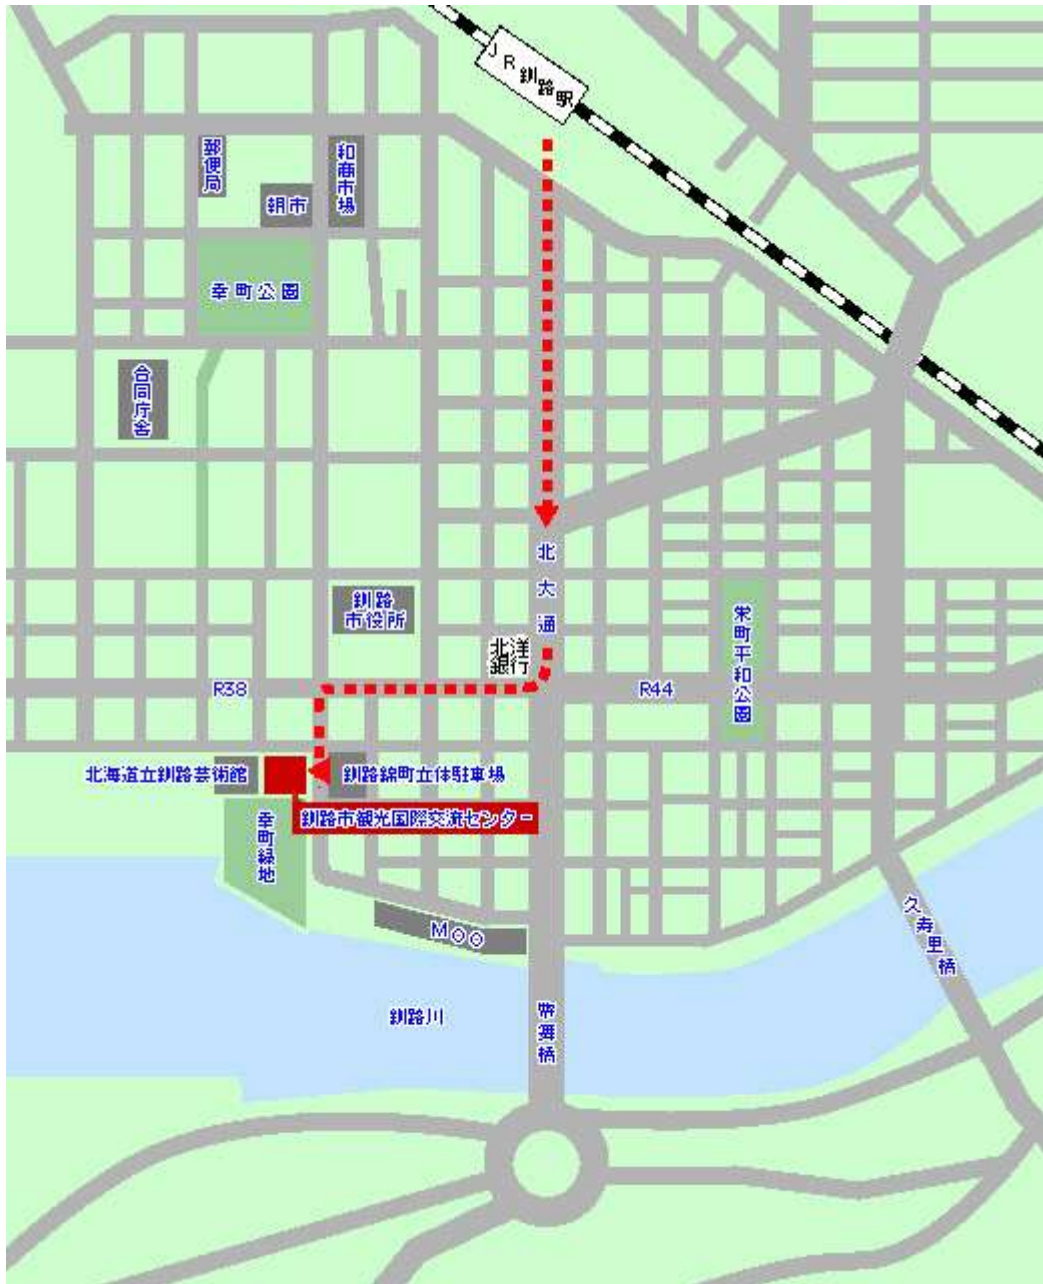 JR釧路駅
郵便局
和商市場
朝市
幸町公園
合同庁舎
北大通
釧路
市役所
北洋
銀行
栄町平和公園
R38
R44
北海道立釧路芸術館
釧路錦町立体駐車場
釧路市観光国際交流センター
幸町緑地
MOO
久寿里橋
釧路川
幣舞橋